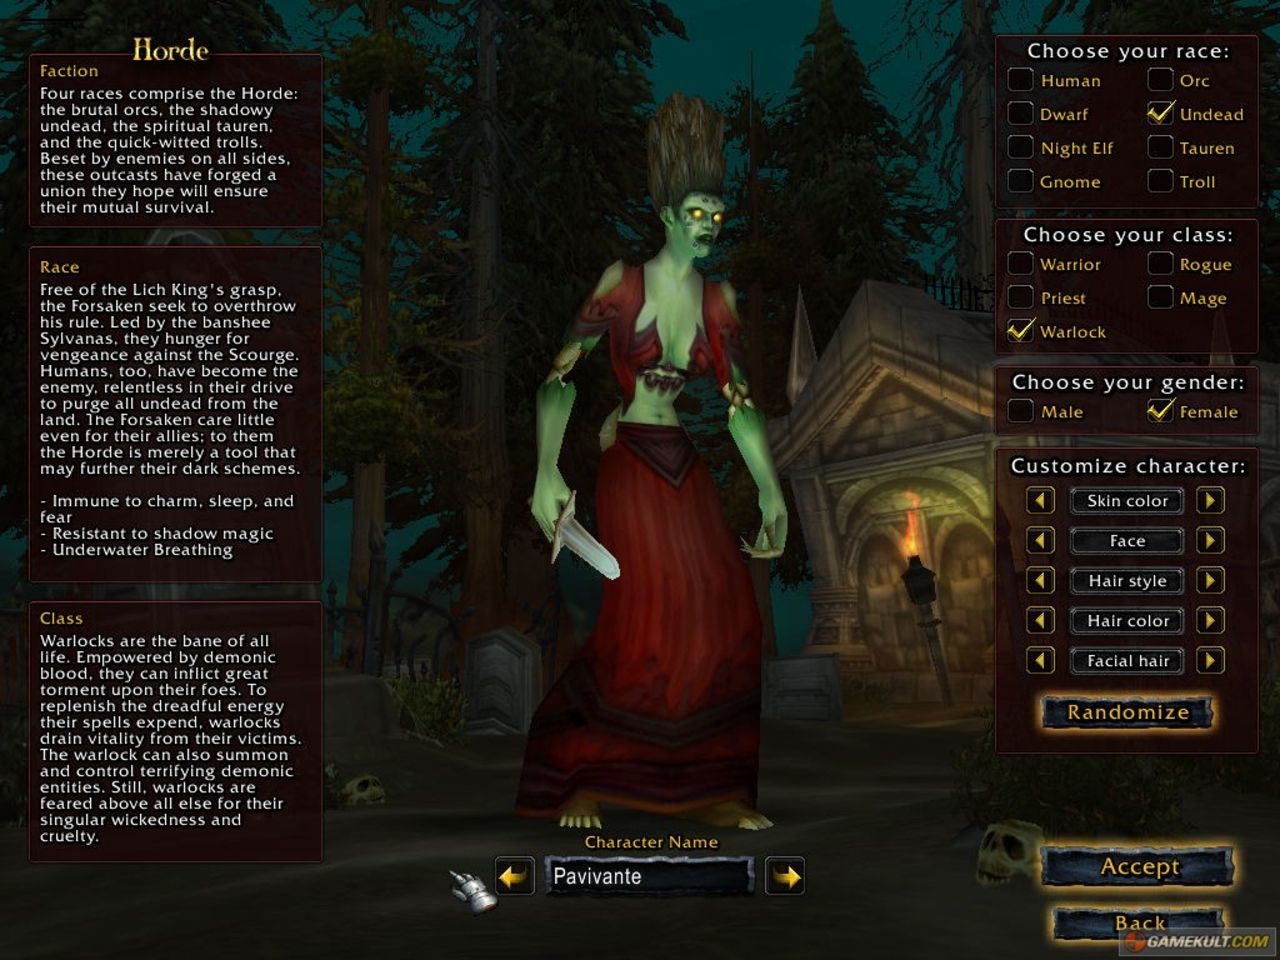 Horde
Faction
Four races comprise the Horde:
the brutal orcs, the shadowy
undead, the spiritual tauren,
and the quick-witted trolls.
Beset by enemies on all sides,
these outcasts have forged a
union they hope will ensure
their mutual survival.
Race
Free of the Lich King's grasp,
the Forsaken seek to overthrow
his rule. Led by the banshee
Sylvanas, they hunger for
vengeance against the Scourge.
Humans, too, have become the
enemy, relentless in their drive
to purge all undead from the
land. The Forsaken care little
even for their allies; to them
the Horde is merely a tool that
may further their dark schemes.
- Immune to charm, sleep, and
fear
- Resistant to shadow magic
- Underwater Breathing
Class
Warlocks are the bane of all
life. Empowered by demonic
blood, they can inflict great
torment upon their foes. To
replenish the dreadful energy
their spells expend, warlocks
drain vitality from their victims.
The warlock can also summon
and control terrifying demonic
entities. Still, warlocks are
feared above all else for their
singular wickedness and
cruelty.
Character Name
Pavivante
Choose your race:
Human Orc
Dwarf Undead
Night Elf Tauren
Gnome Troll
Choose your class:
Warrior Rogue
Priest Mage
Warlock
Choose your gender:
Male Female
Customize character:
Skin color
Face
Hair style
Hair color
Facial hair
Randomize
Accept
Back
GAMEKULT.COM